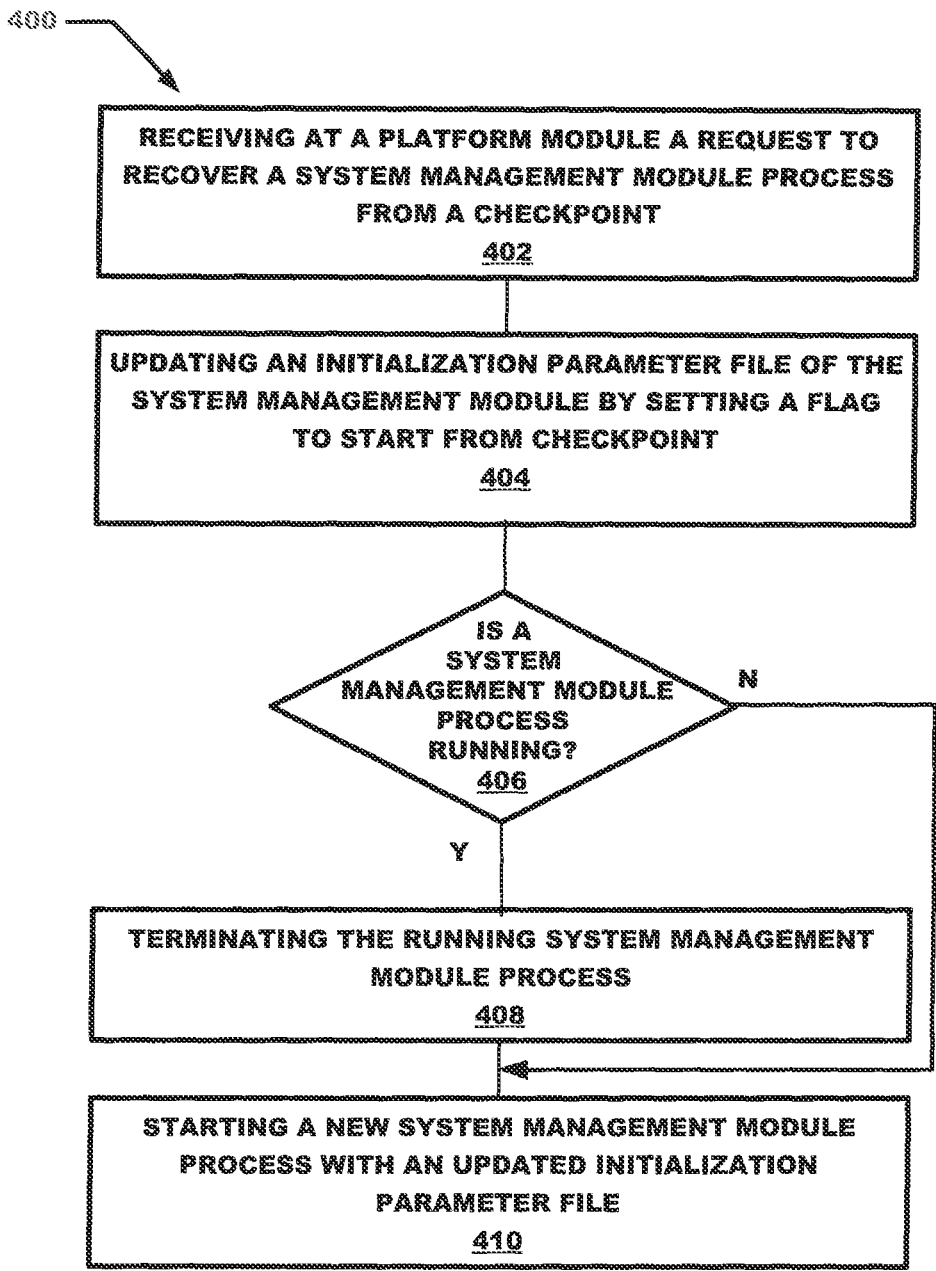 400
RECEIVING AT A PLATFORM MODULE A REQUEST TO
RECOVER A SYSTEM MANAGEMENT MODULE PROCESS
FROM A CHECKPOINT
402
UPDATING AN INITIALIZATION PARAMETER FILE OF THE
SYSTEM MANAGEMENT MODULE BY SETTING A FLAG
TO START FROM CHECKPOINT
404
IS A
SYSTEM
MANAGEMENT MODULE
PROCESS
RUNNING?
406
N
Y
TERMINATING THE RUNNING SYSTEM MANAGEMENT
MODULE PROCESS
408
STARTING A NEW SYSTEM MANAGEMENT MODULE
PROCESS WITH AN UPDATED INITIALIZATION
PARAMETER FILE
410